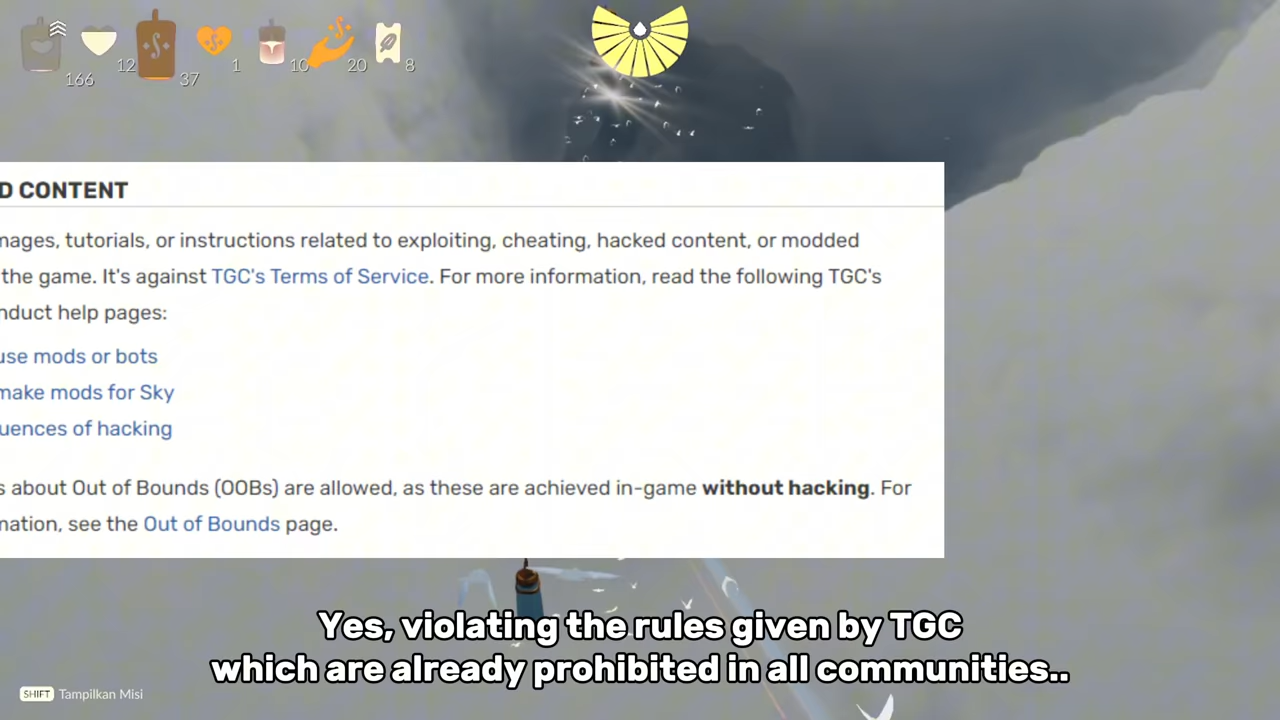 166
12
37
1
10
20
8
D CONTENT
mages, tutorials, or instructions related to exploiting, cheating, hacked content, or modded
the game. It's against TGC's Terms of Service. For more information, read the following TGC's
nduct help pages:
use mods or bots
make mods for Sky
uences of hacking
s about Out of Bounds (OOBs) are allowed, as these are achieved in-game without hacking. For
mation, see the Out of Bounds page.
Yes, violating the rules given by TGC
which are already prohibited in all communities..
SHIFT Tampilkan Misi